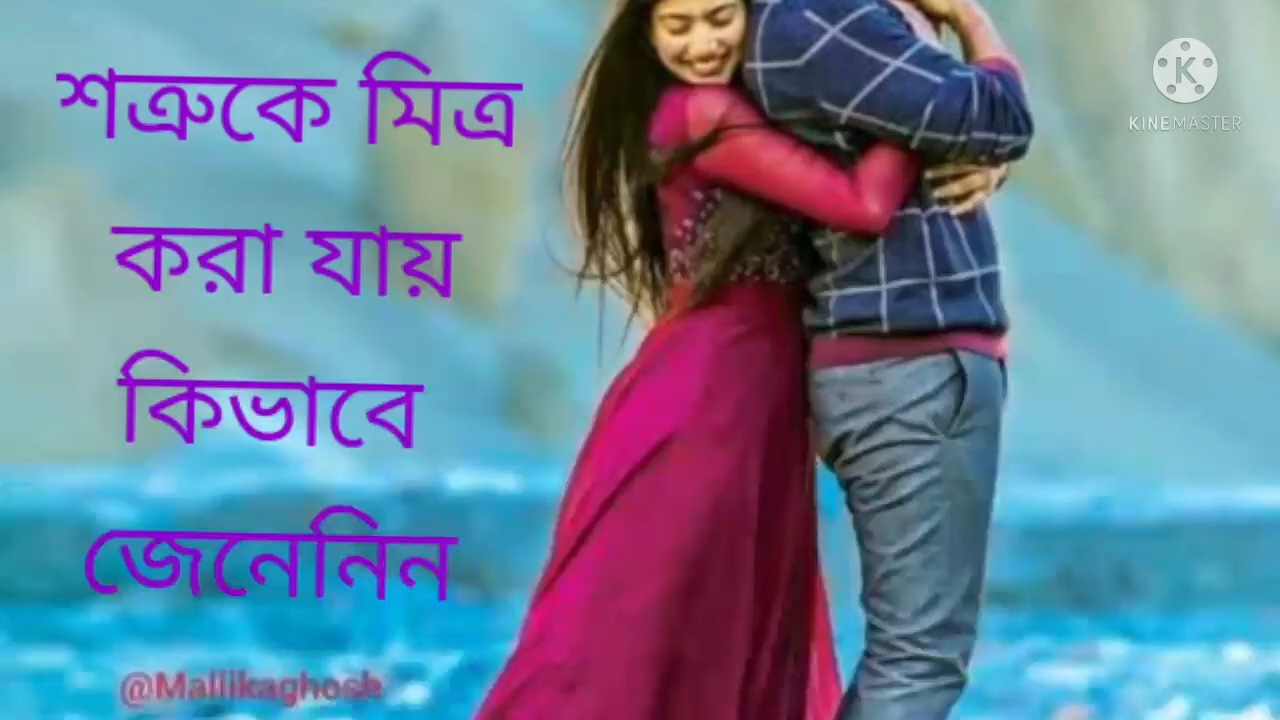 শত্রুকে মিত্র
করা যায়
কিভাবে
জেনেনিন
@Mallikaghosh
KINEMASTER